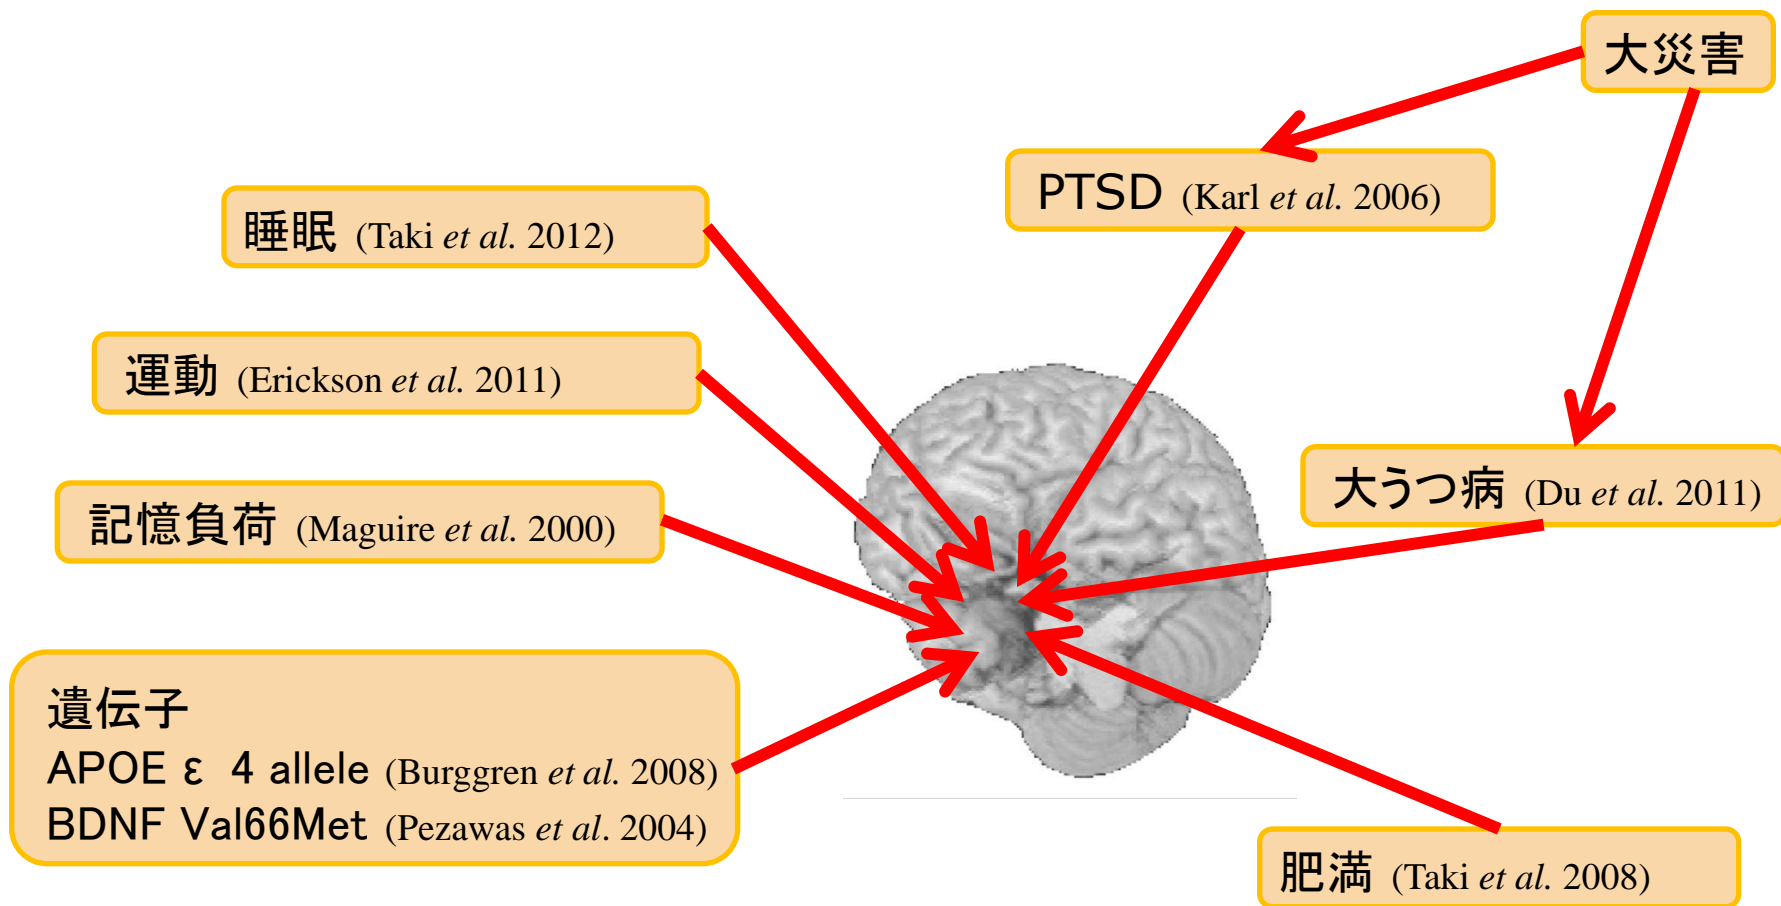 大災害
PTSD (Karl et al. 2006)
睡眠 (Taki et al. 2012)
運動 (Erickson et al. 2011)
大うつ病 (Du et al. 2011)
記憶負荷 (Maguire et al. 2000)
遺伝子
APOE ε 4 allele (Burggren et al. 2008)
BDNF Val66Met (Pezawas et al. 2004)
肥満 (Taki et al. 2008)